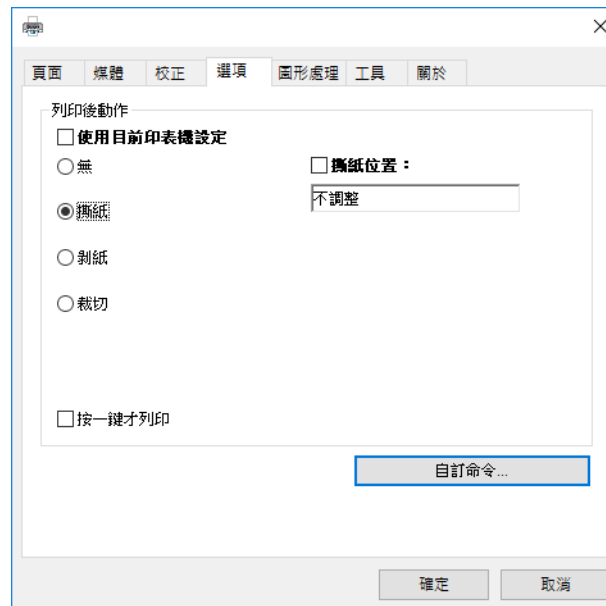 頁面 媒體 校正 選項 圖形處理 工具 關於
列印後動作
使用目前印表機設定
無
撕紙位置：
不調整
撕紙
剝紙
裁切
按一鍵才列印
自訂命令...
確定 取消